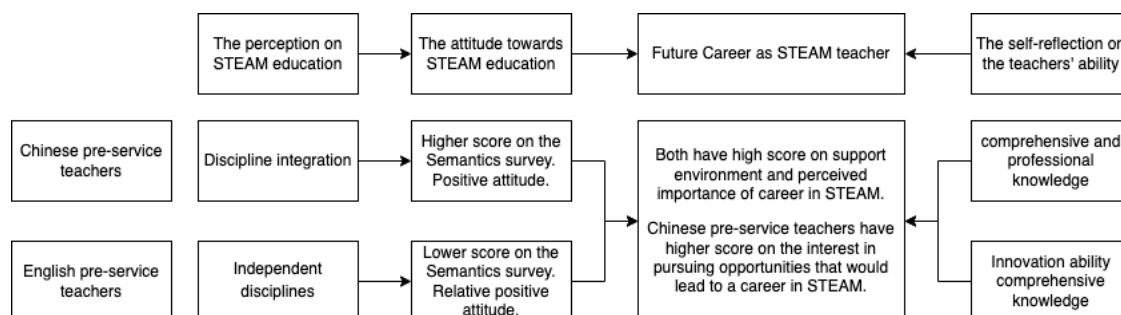 The perception on
STEAM education
The attitude towards
STEAM education
Future Career as STEAM teacher
The self-reflection on
the teachers' ability
Chinese pre-service
teachers
Discipline integration
Higher score on the
Semantics survey.
Positive attitude.
Both have high score on support
environment and perceived
importance of career in STEAM.
Chinese pre-service teachers have
higher score on the interest in
pursuing opportunities that would
lead to a career in STEAM.
comprehensive and
professional
knowledge
English pre-service
teachers
Independent
disciplines
Lower score on the
Semantics survey.
Relative positive
attitude.
Innovation ability
comprehensive
knowledge